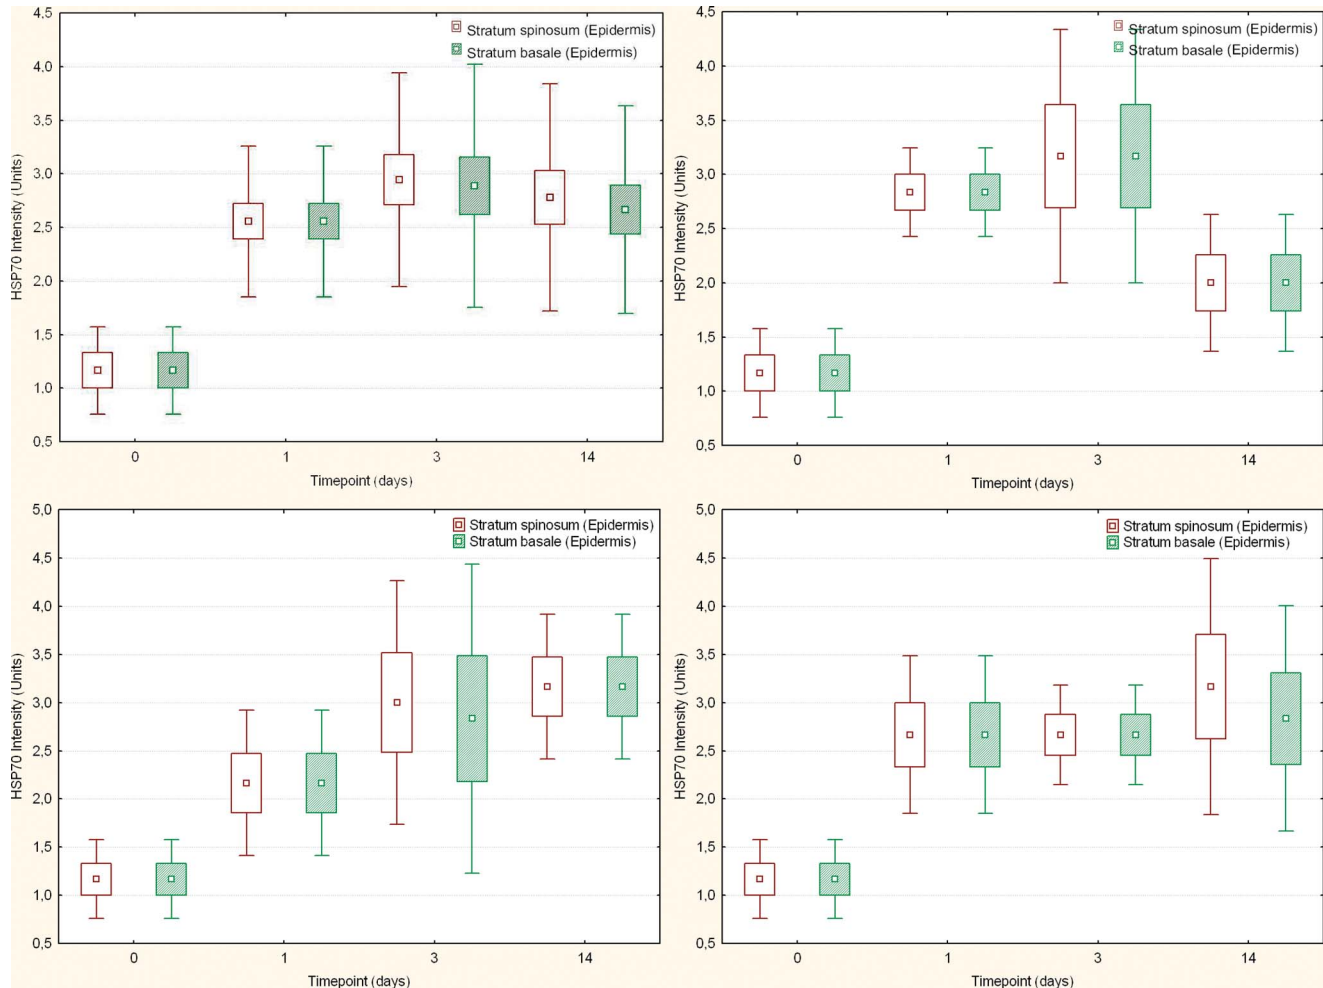 4,5
4,0
3,5
3,0
2,5
2,0
1,5
1,0
0,5
HSP70 Intensity (Units)
Stratum spinosum (Epidermis)
Stratum basale (Epidermis)
0 1 3 14
Timepoint (days)
4,5
4,0
3,5
3,0
2,5
2,0
1,5
1,0
0,5
HSP70 Intensity (Units)
Stratum spinosum (Epidermis)
Stratum basale (Epidermis)
0 1 3 14
Timepoint (days)
5,0
4,5
4,0
3,5
3,0
2,5
2,0
1,5
1,0
0,5
HSP70 Intensity (Units)
Stratum spinosum (Epidermis)
Stratum basale (Epidermis)
0 1 3 14
Timepoint (days)
5,0
4,5
4,0
3,5
3,0
2,5
2,0
1,5
1,0
0,5
HSP70 Intensity (Units)
Stratum spinosum (Epidermis)
Stratum basale (Epidermis)
0 1 3 14
Timepoint (days)